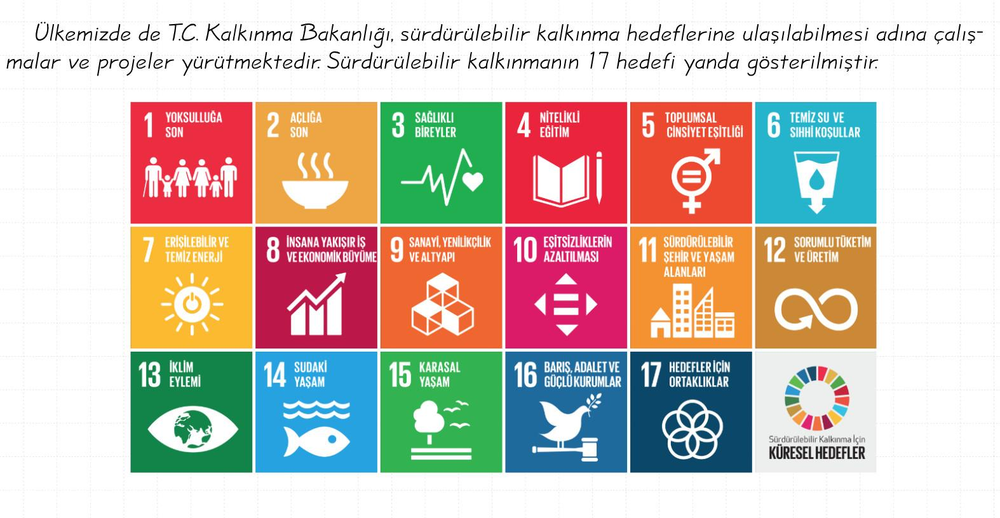 Ülkemizde de T.C. Kalkınma Bakanlığı, sürdürülebilir kalkınma hedeflerine ulaşılabilmesi adına çalış-
malar ve projeler yürütmektedir. Sürdürülebilir kalkınmanın 17 hedefi yanda gösterilmiştir.
1 YOKSULLUĞA
SON
2 AÇLIĞA
SON
3 SAĞLIKLI
BİREYLER
4 NİTELİKLİ
EĞİTİM
5 TOPLUMSAL
CİNSİYET EŞİTLİĞİ
6 TEMİZ SU VE
SIHHİ KOŞULLAR
7 ERİŞİLEBİLİR VE
TEMİZ ENERJİ
8 İNSANA YAKIŞIR İŞ
VE EKONOMİK BÜYÜME
9 SANAYİ, YENİLİKÇİLİK
VE ALTYAPI
10 EŞİTSİZLİKLERİN
AZALTILMASI
11 SÜRDÜRÜLEBİLİR
ŞEHİR VE YAŞAM
ALANLARI
12 SORUMLU TÜKETİM
VE ÜRETİM
13 İKLİM
EYLEMİ
14 SUDAKİ
YAŞAM
15 KARASAL
YAŞAM
16 BARIŞ, ADALET VE
GÜÇLÜ KURUMLAR
17 HEDEFLER İÇİN
ORTAKLIKLAR
Sürdürülebilir Kalkınma İçin
KÜRESEL HEDEFLER